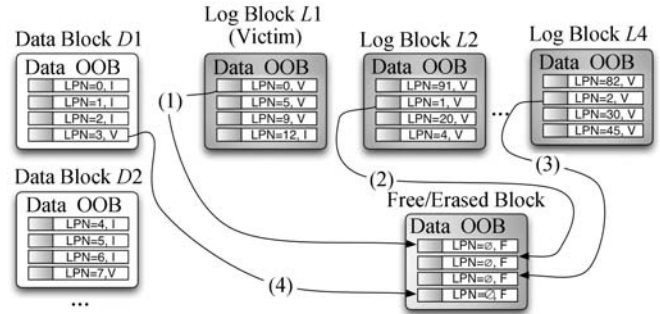 Data Block D1
Data OOB
LPN=0, I
LPN=1, I
LPN=2, I
LPN=3, V
Log Block L1
(Victim)
Data OOB
LPN=0, V
LPN=5, V
LPN=9, V
LPN=12, I
Log Block L2
Data OOB
LPN=91, V
LPN=1, V
LPN=20, V
LPN=4, V
...
Log Block L4
Data OOB
LPN=82, V
LPN=2, V
LPN=30, V
LPN=45, V
(1)
(2)
(3)
(4)
Data Block D2
Data OOB
LPN=4, I
LPN=5, I
LPN=6, I
LPN=7,V
...
Free/Erased Block
Data OOB
LPN=∅, F
LPN=∅, F
LPN=∅, F
LPN=∅, F